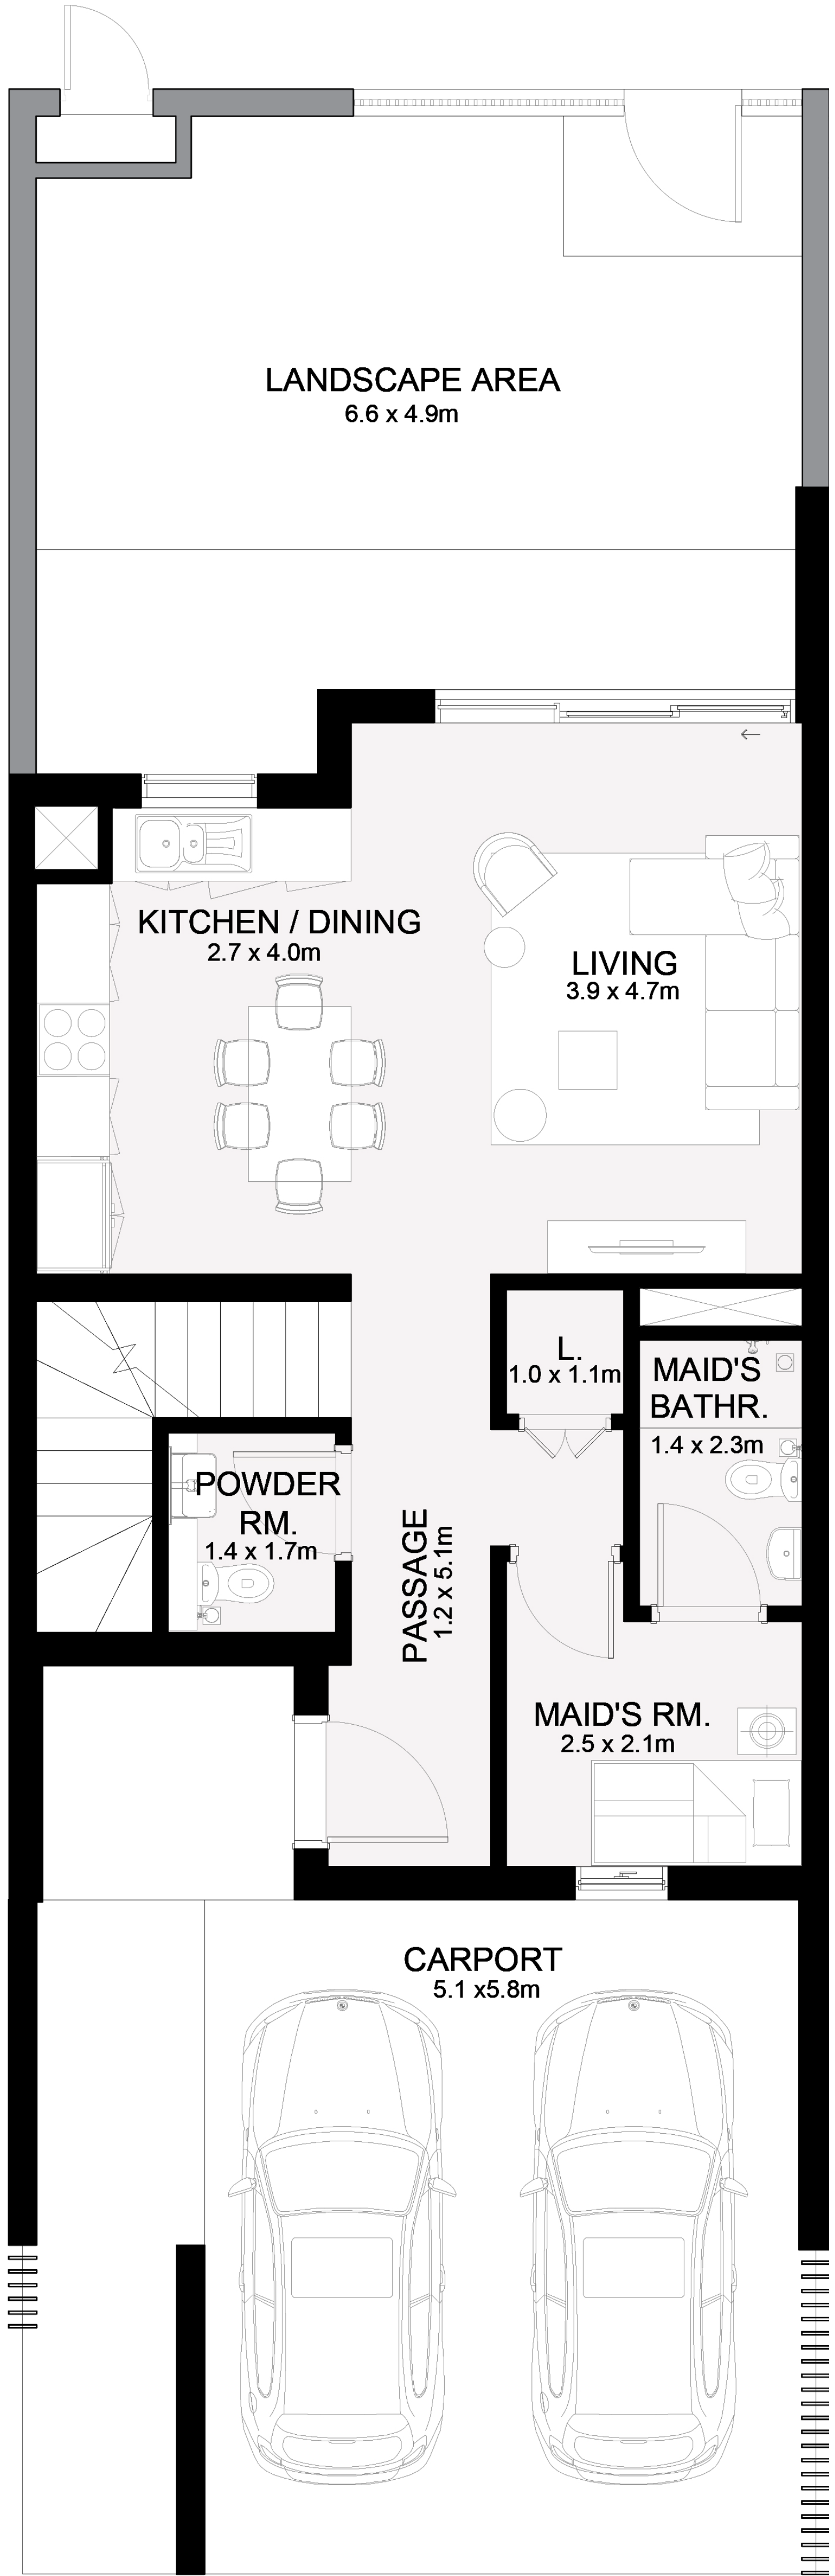 LANDSCAPE AREA
6.6 x 4.9m
KITCHEN / DINING
2.7 x 4.0m
LIVING
3.9 x 4.7m
L.
1.0 x 1.1m
MAID'S
BATHR.
1.4 x 2.3m
POWDER
RM.
1.4 x 1.7m
PASSAGE
1.2 x 5.1m
MAID'S RM.
2.5 x 2.1m
CARPORT
5.1 x5.8m